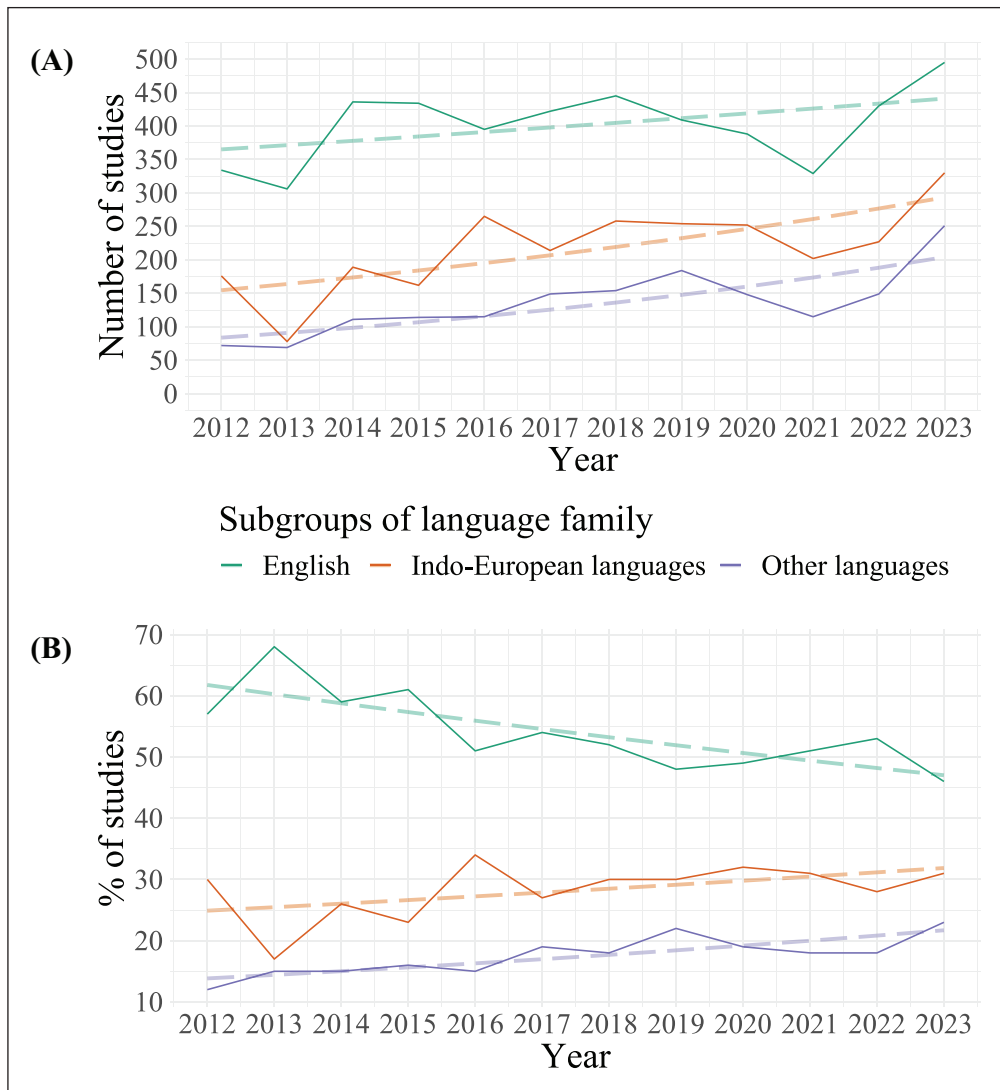 (A)
500
450
400
350
300
250
200
150
100
50
0
Number of studies
2012 2013 2014 2015 2016 2017 2018 2019 2020 2021 2022 2023
Year
Subgroups of language family
English Indo-European languages Other languages
(B)
70
60
50
40
30
20
10
% of studies
2012 2013 2014 2015 2016 2017 2018 2019 2020 2021 2022 2023
Year